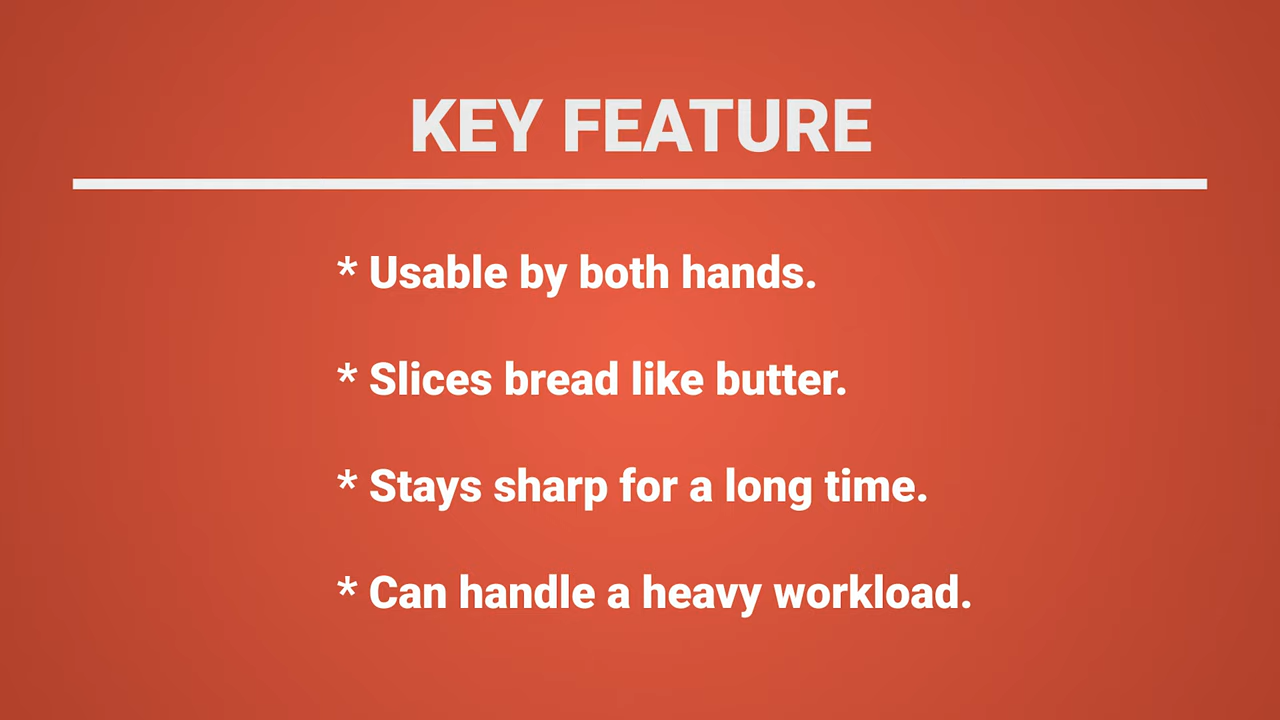 KEY FEATURE
* Usable by both hands.
* Slices bread like butter.
* Stays sharp for a long time.
* Can handle a heavy workload.